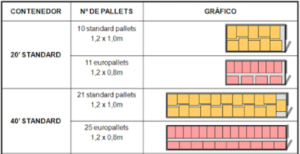 CONTENEDOR Nº DE PALLETS GRÁFICO
20' STANDARD
10 standard pallets
1,2 x 1,0m
11 europallets
1,2 x 0,8m
40' STANDARD
21 standard pallets
1,2 x 1,0m
25 europallets
1,2 x 0,8m